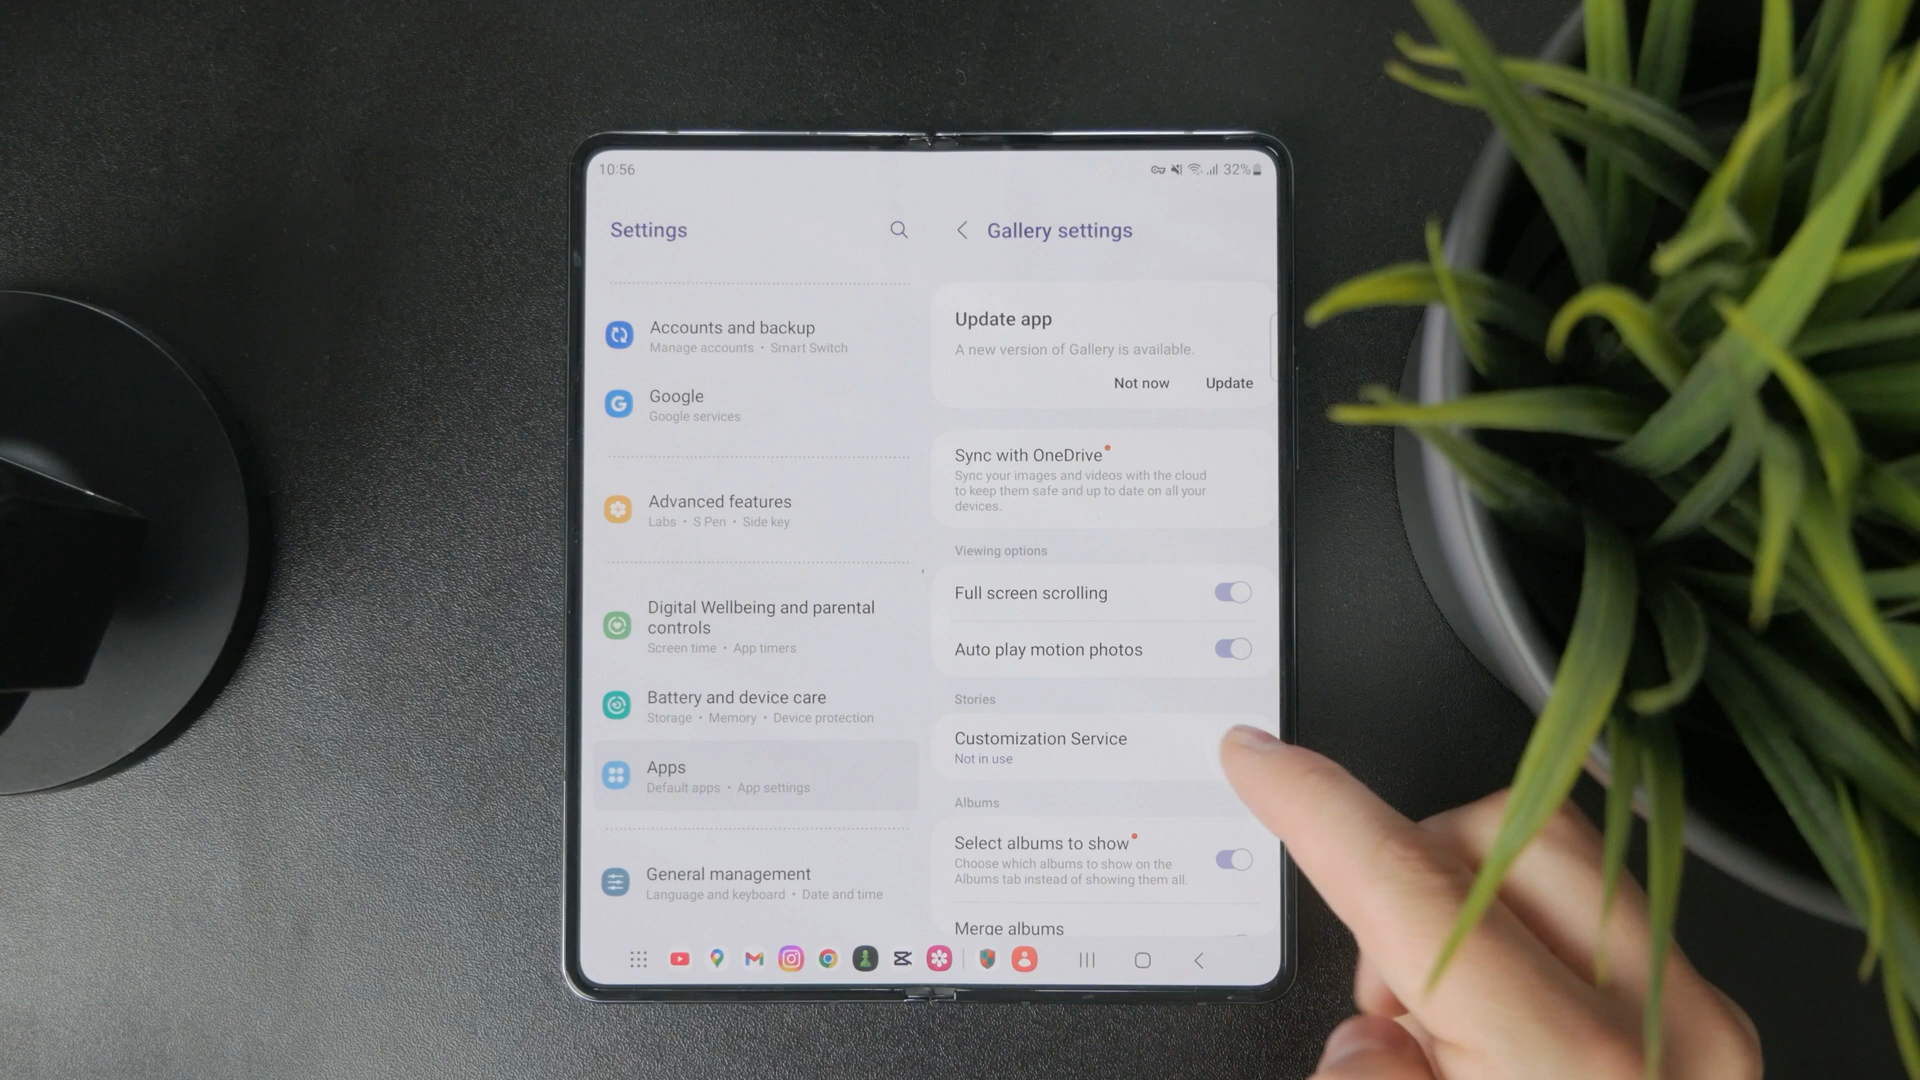 10:56
32%
Settings
Accounts and backup
Manage accounts • Smart Switch
Google
Google services
Advanced features
Labs • S Pen • Side key
Digital Wellbeing and parental
controls
Screen time • App timers
Battery and device care
Storage • Memory • Device protection
Apps
Default apps • App settings
General management
Language and keyboard • Date and time
Gallery settings
Update app
A new version of Gallery is available.
Not now
Update
Sync with OneDrive
Sync your images and videos with the cloud
to keep them safe and up to date on all your
devices.
Viewing options
Full screen scrolling
Auto play motion photos
Stories
Customization Service
Not in use
Albums
Select albums to show
Choose which albums to show on the
Albums tab instead of showing them all.
Merge albums